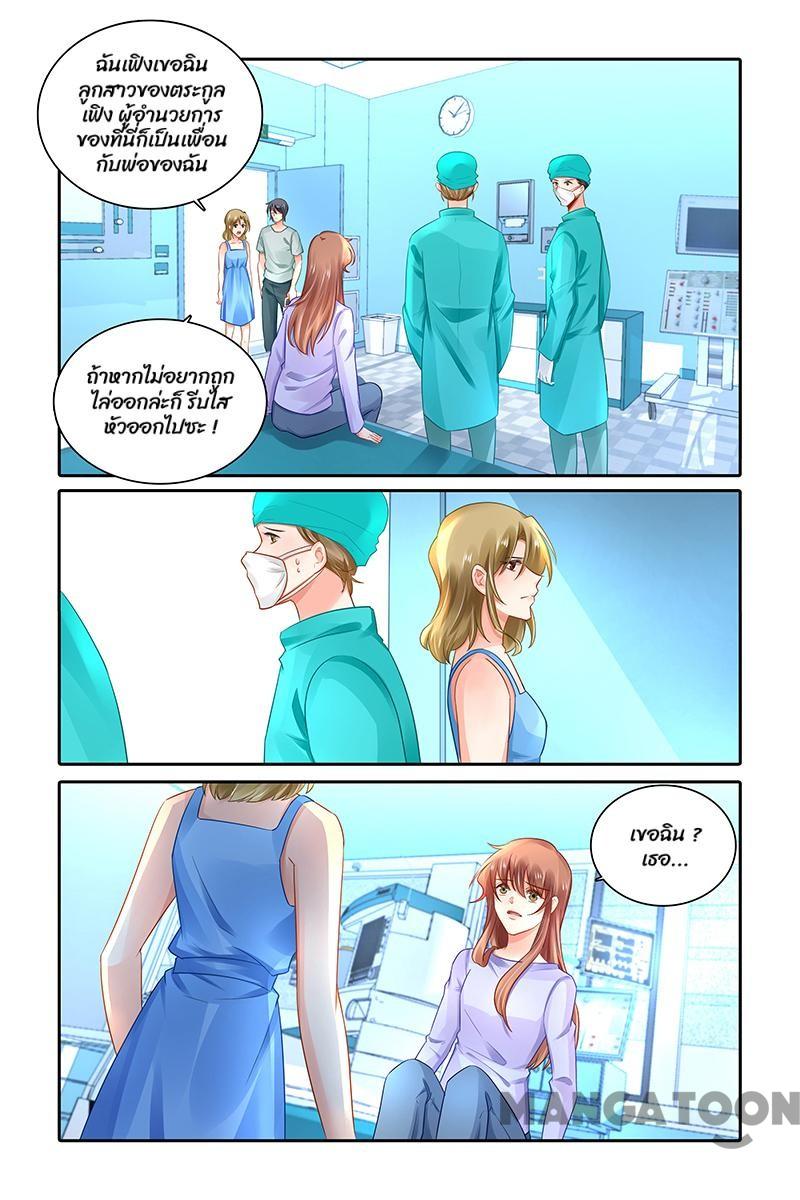 ฉันเฟิงเขอฉิน
ลูกสาวของตระกูล
เฟิง ผู้อำนวยการ
ของที่นี่ก็เป็นเพื่อน
กับพ่อของฉัน
ถ้าหากไม่อยากถูก
ไล่ออกล่ะก็ รีบไส
หัวออกไปซะ !
เขอฉิน ?
เธอ...
MANGATOON